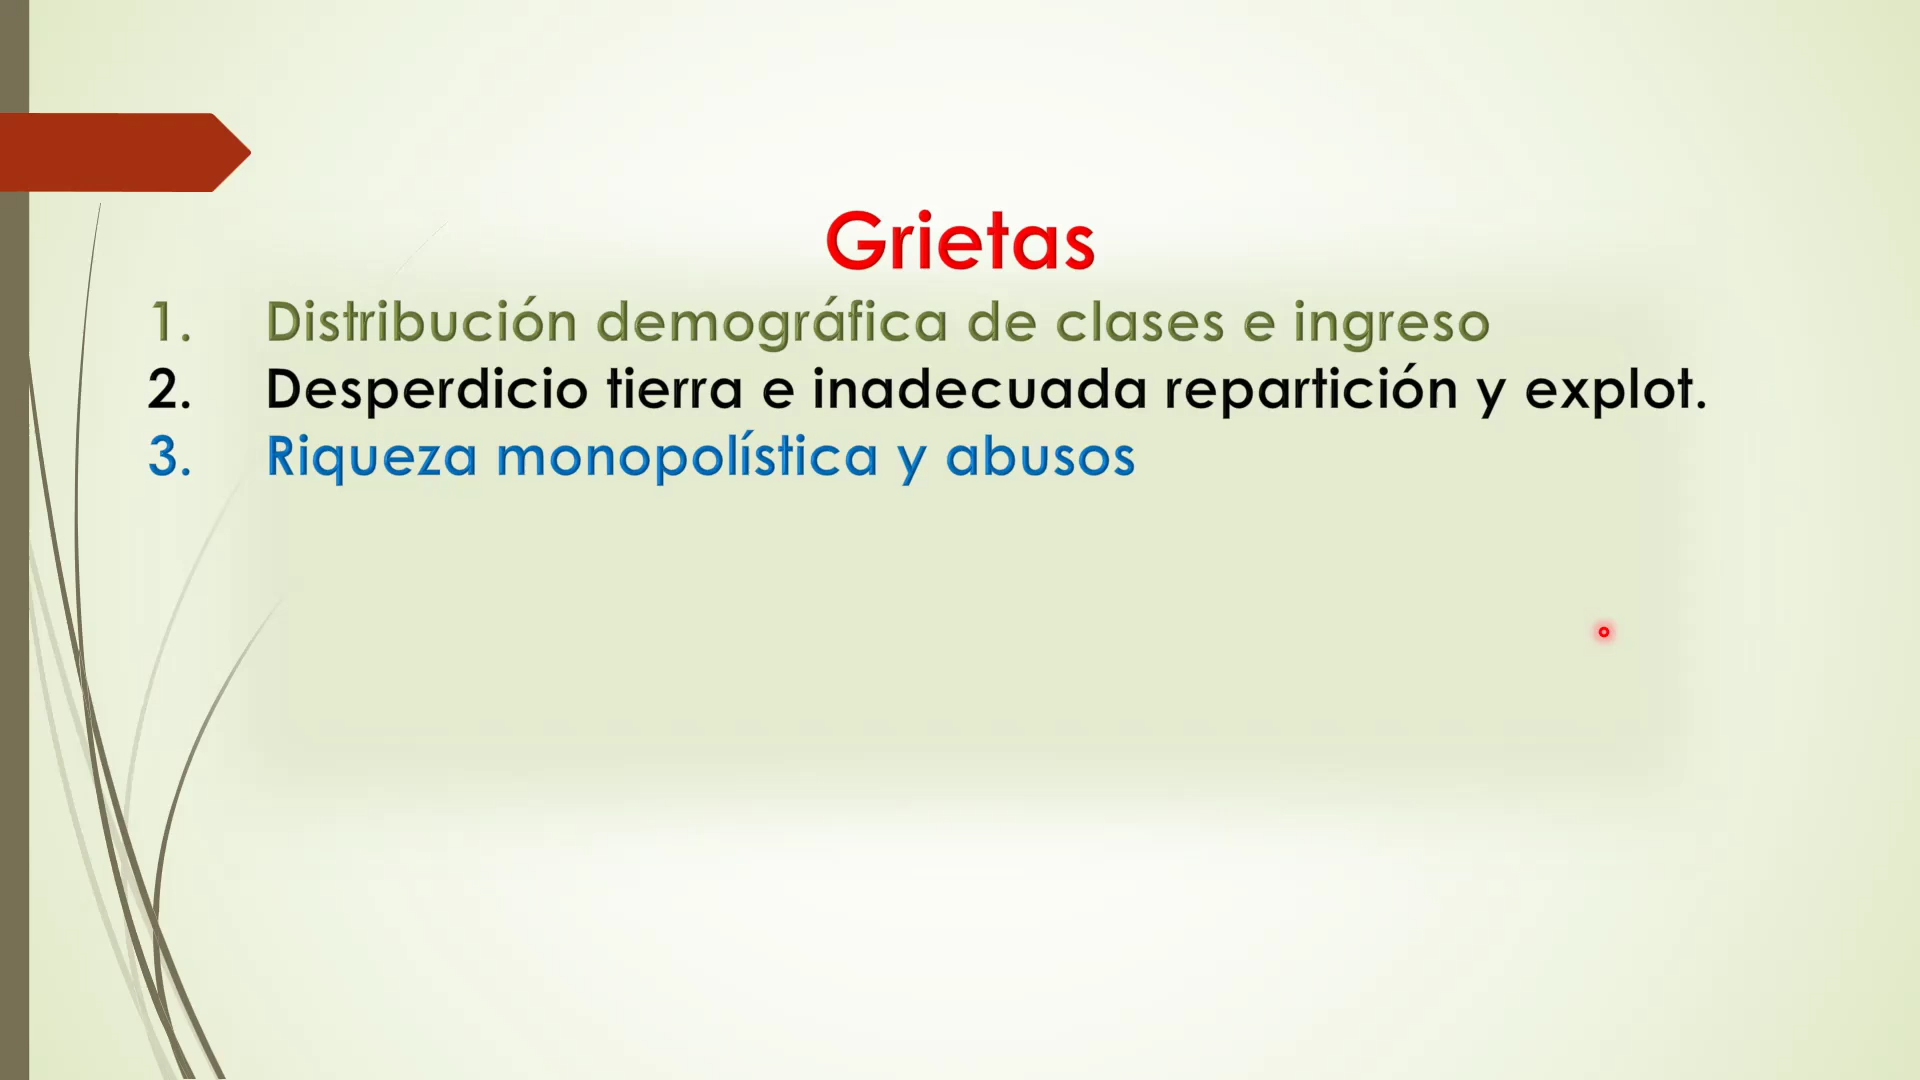 Grietas
1. Distribución demográfica de clases e ingreso
2. Desperdicio tierra e inadecuada repartición y explot.
3. Riqueza monopolística y abusos